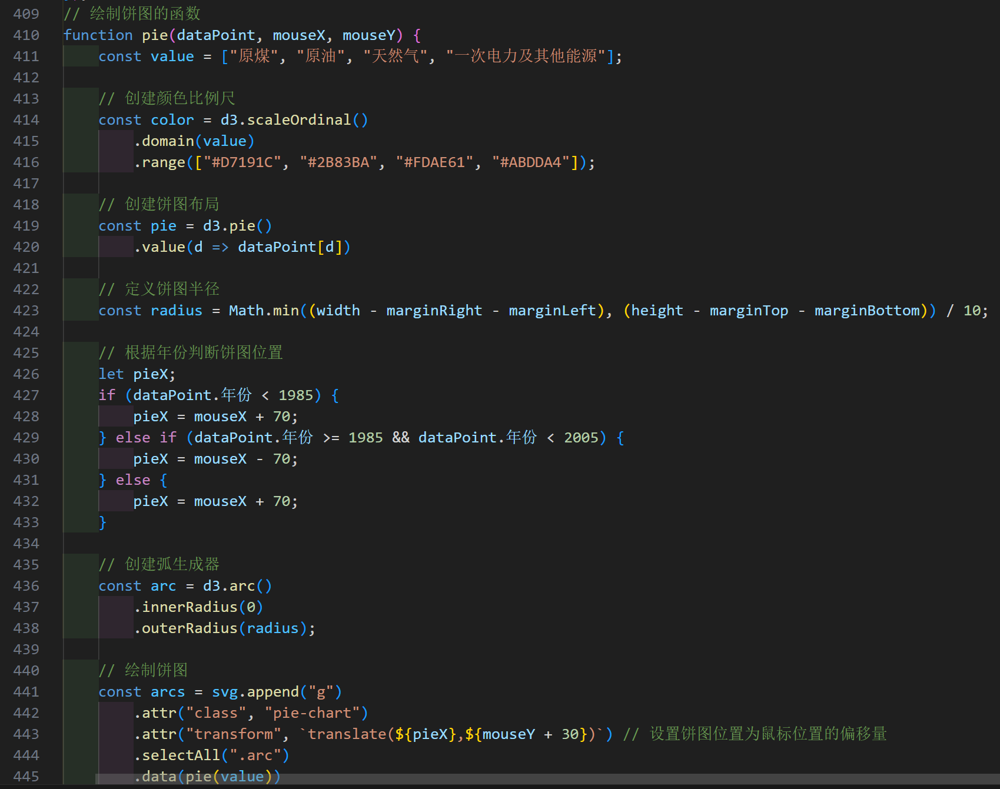 409 // 绘制饼图的函数
410 function pie(dataPoint, mouseX, mouseY) {
411     const value = ["原煤", "原油", "天然气", "一次电力及其他能源"];
412
413     // 创建颜色比例尺
414     const color = d3.scaleOrdinal()
415         .domain(value)
416         .range(["#D7191C", "#2B83BA", "#FDAE61", "#ABDDA4"]);
417
418     // 创建饼图布局
419     const pie = d3.pie()
420         .value(d => dataPoint[d])
421
422     // 定义饼图半径
423     const radius = Math.min((width - marginRight - marginLeft), (height - marginTop - marginBottom)) / 10;
424
425     // 根据年份判断饼图位置
426     let pieX;
427     if (dataPoint.年份 < 1985) {
428         pieX = mouseX + 70;
429     } else if (dataPoint.年份 >= 1985 && dataPoint.年份 < 2005) {
430         pieX = mouseX - 70;
431     } else {
432         pieX = mouseX + 70;
433     }
434
435     // 创建弧生成器
436     const arc = d3.arc()
437         .innerRadius(0)
438         .outerRadius(radius);
439
440     // 绘制饼图
441     const arcs = svg.append("g")
442         .attr("class", "pie-chart")
443         .attr("transform", `translate(${pieX},${mouseY + 30})`) // 设置饼图位置为鼠标位置的偏移量
444         .selectAll(".arc")
445         .data(pie(value))